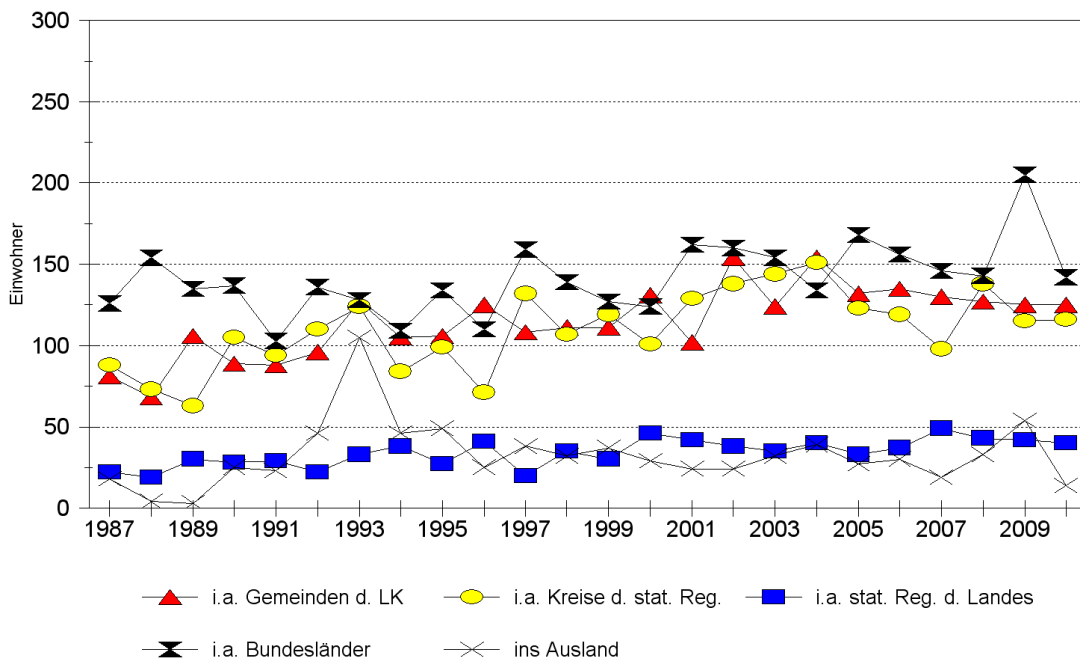 300
250
200
150
100
50
0
Einwohner
1987 1989 1991 1993 1995 1997 1999 2001 2003 2005 2007 2009
i.a. Gemeinden d. LK i.a. Kreise d. stat. Reg. i.a. stat. Reg. d. Landes
i.a. Bundesländer ins Ausland